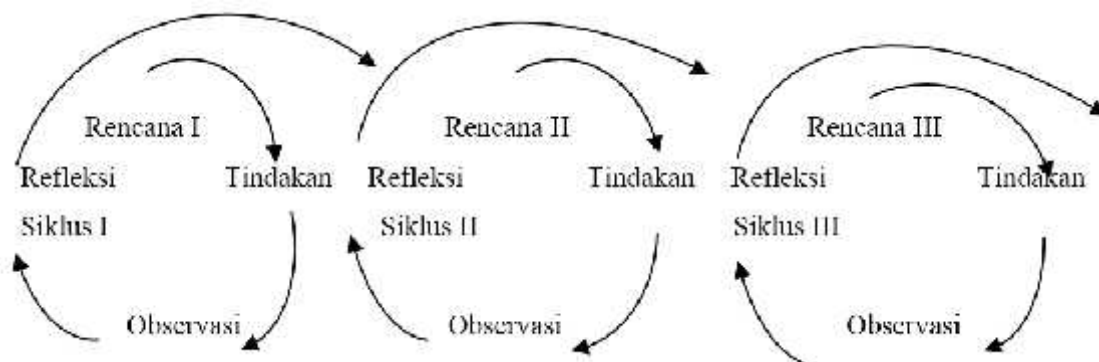 Rencana I Rencana II Rencana III
Refleksi Tindakan Refleksi Tindakan Refleksi Tindakan
Siklus I Siklus II Siklus III
Observasi Observasi Observasi